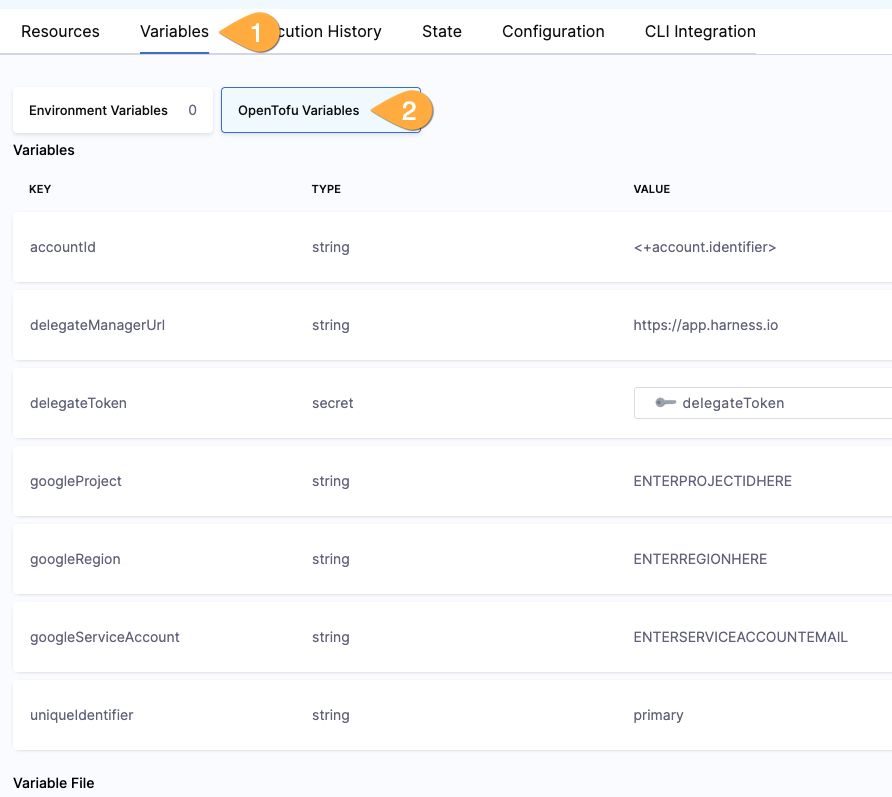 Resources Variables 1 cution History State Configuration CLI Integration
Environment Variables 0 OpenTofu Variables 2
Variables
KEY TYPE VALUE
accountId string <+account.identifier>
delegateManagerUrl string https://app.harness.io
delegateToken secret delegateToken
googleProject string ENTERPROJECTIDHERE
googleRegion string ENTERREGIONHERE
googleServiceAccount string ENTERSERVICEACCOUNTEMAIL
uniqueIdentifier string primary
Variable File